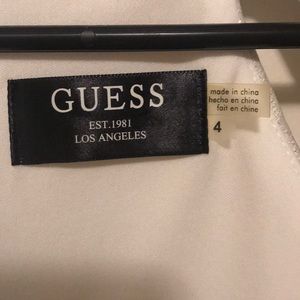 GUESS
EST.1981
LOS ANGELES
made in china
hecho en china
fait en chine
4